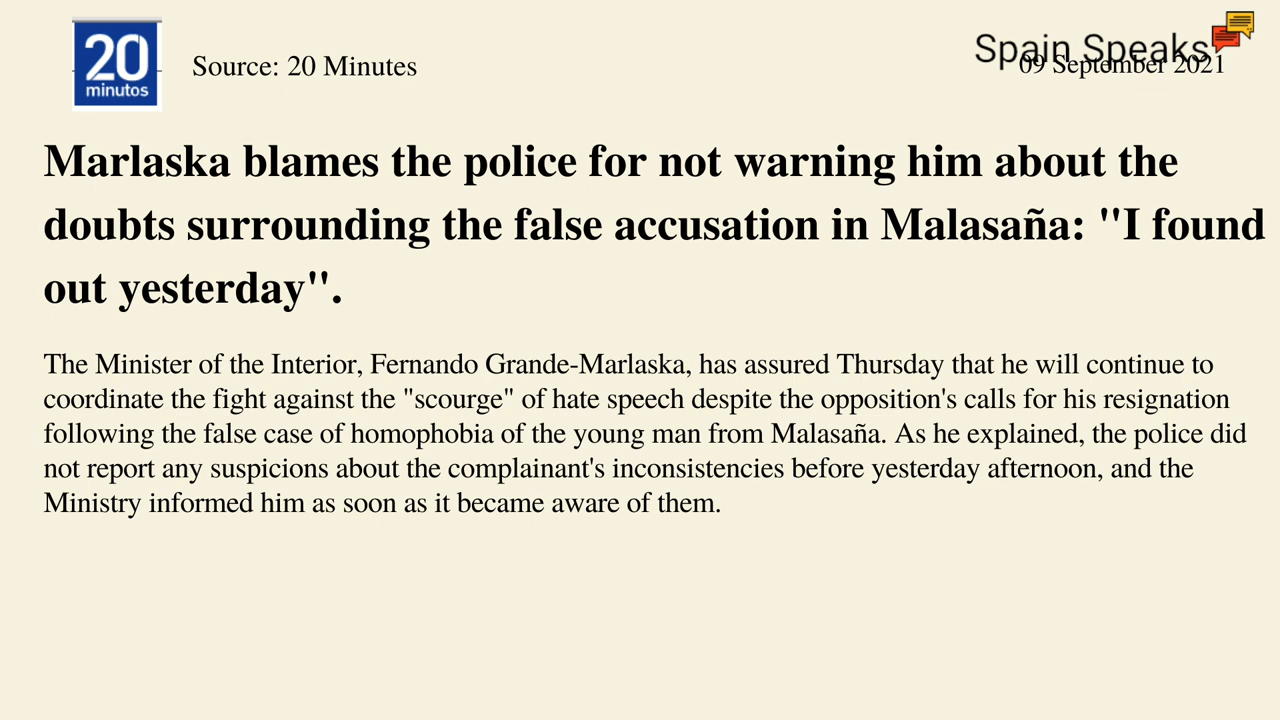 20
minutos
Source: 20 Minutes
Spain Speaks
09 September 2021
Marlaska blames the police for not warning him about the
doubts surrounding the false accusation in Malasaña: "I found
out yesterday".
The Minister of the Interior, Fernando Grande-Marlaska, has assured Thursday that he will continue to
coordinate the fight against the "scourge" of hate speech despite the opposition's calls for his resignation
following the false case of homophobia of the young man from Malasaña. As he explained, the police did
not report any suspicions about the complainant's inconsistencies before yesterday afternoon, and the
Ministry informed him as soon as it became aware of them.